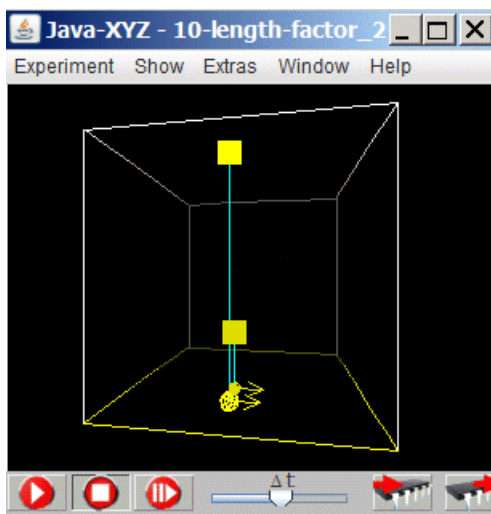 Java-XYZ - 10-length-factor_2
Experiment Show Extras Window Help
Δt